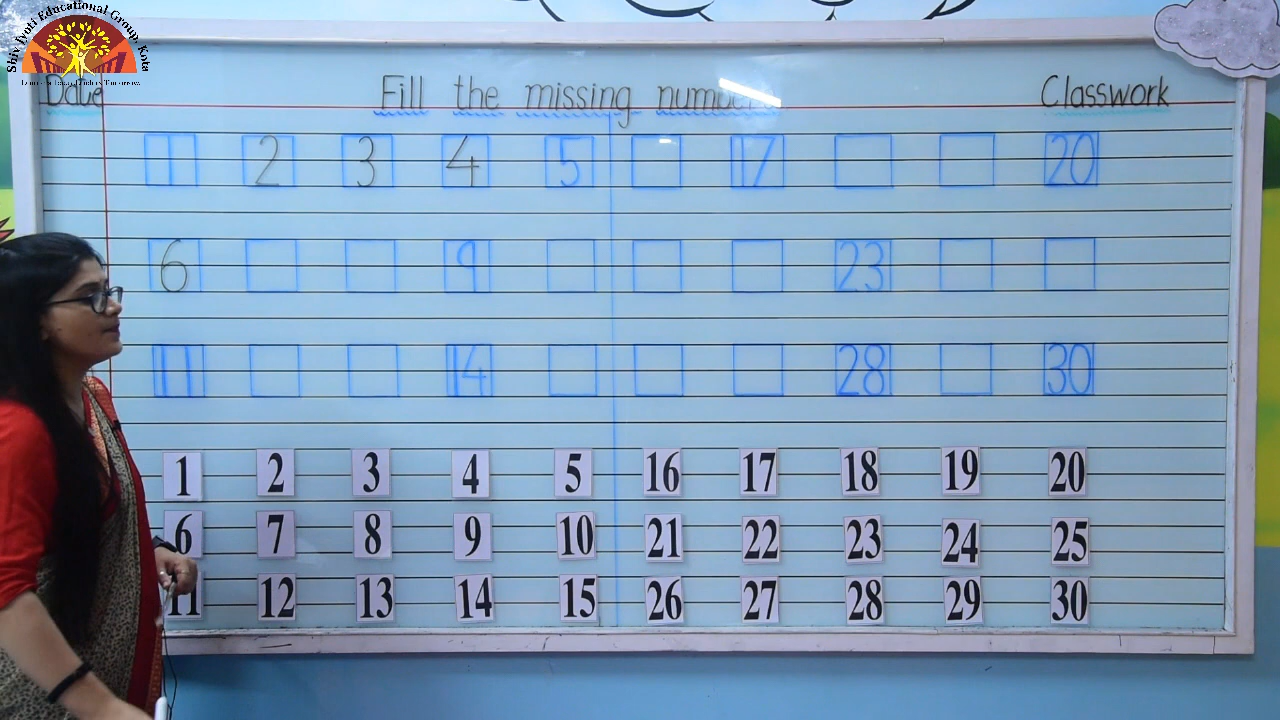 Shiv Jyoti Educational Group, Kota
Date Fill the missing number Classwork
1 2 3 4 5 17 20
6 9 23
11 14 28 30
1 2 3 4 5 16 17 18 19 20
6 7 8 9 10 21 22 23 24 25
11 12 13 14 15 26 27 28 29 30